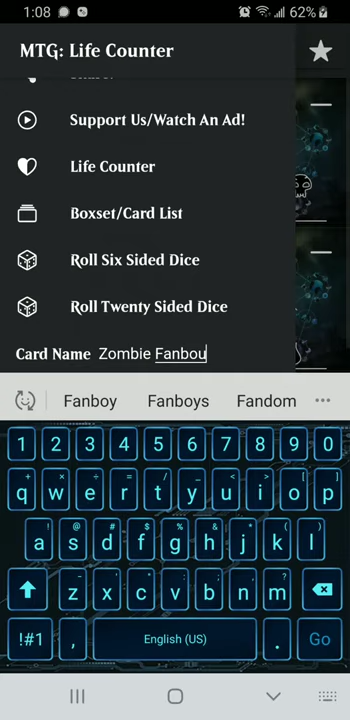 1:08 62%
MTG: Life Counter
Support Us/Watch An Ad!
Life Counter
Boxset/Card List
Roll Six Sided Dice
Roll Twenty Sided Dice
Card Name Zombie Fanbou
Fanboy Fanboys Fandom ...
1 2 3 4 5 6 7 8 9 0
+ × ÷ = / _ < > [ ]
q w e r t y u i o p
! @ # $ % ^ & * ( )
a s d f g h j k l
- ' " : ; , ?
z x c v b n m
!#1 , English (US) . Go